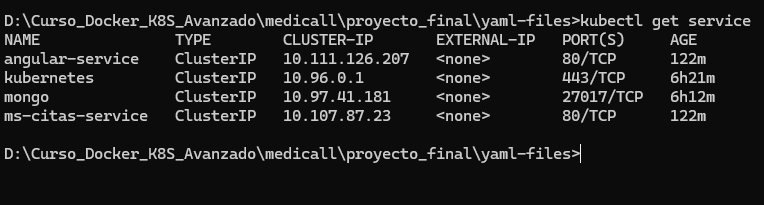 D:\Curso_Docker_K8S_Avanzado\medicall\proyecto_final\yaml-files>kubectl get service
NAME TYPE CLUSTER-IP EXTERNAL-IP PORT(S) AGE
angular-service ClusterIP 10.111.126.207 <none> 80/TCP 122m
kubernetes ClusterIP 10.96.0.1 <none> 443/TCP 6h21m
mongo ClusterIP 10.97.41.181 <none> 27017/TCP 6h12m
ms-citas-service ClusterIP 10.107.87.23 <none> 80/TCP 122m
D:\Curso_Docker_K8S_Avanzado\medicall\proyecto_final\yaml-files>